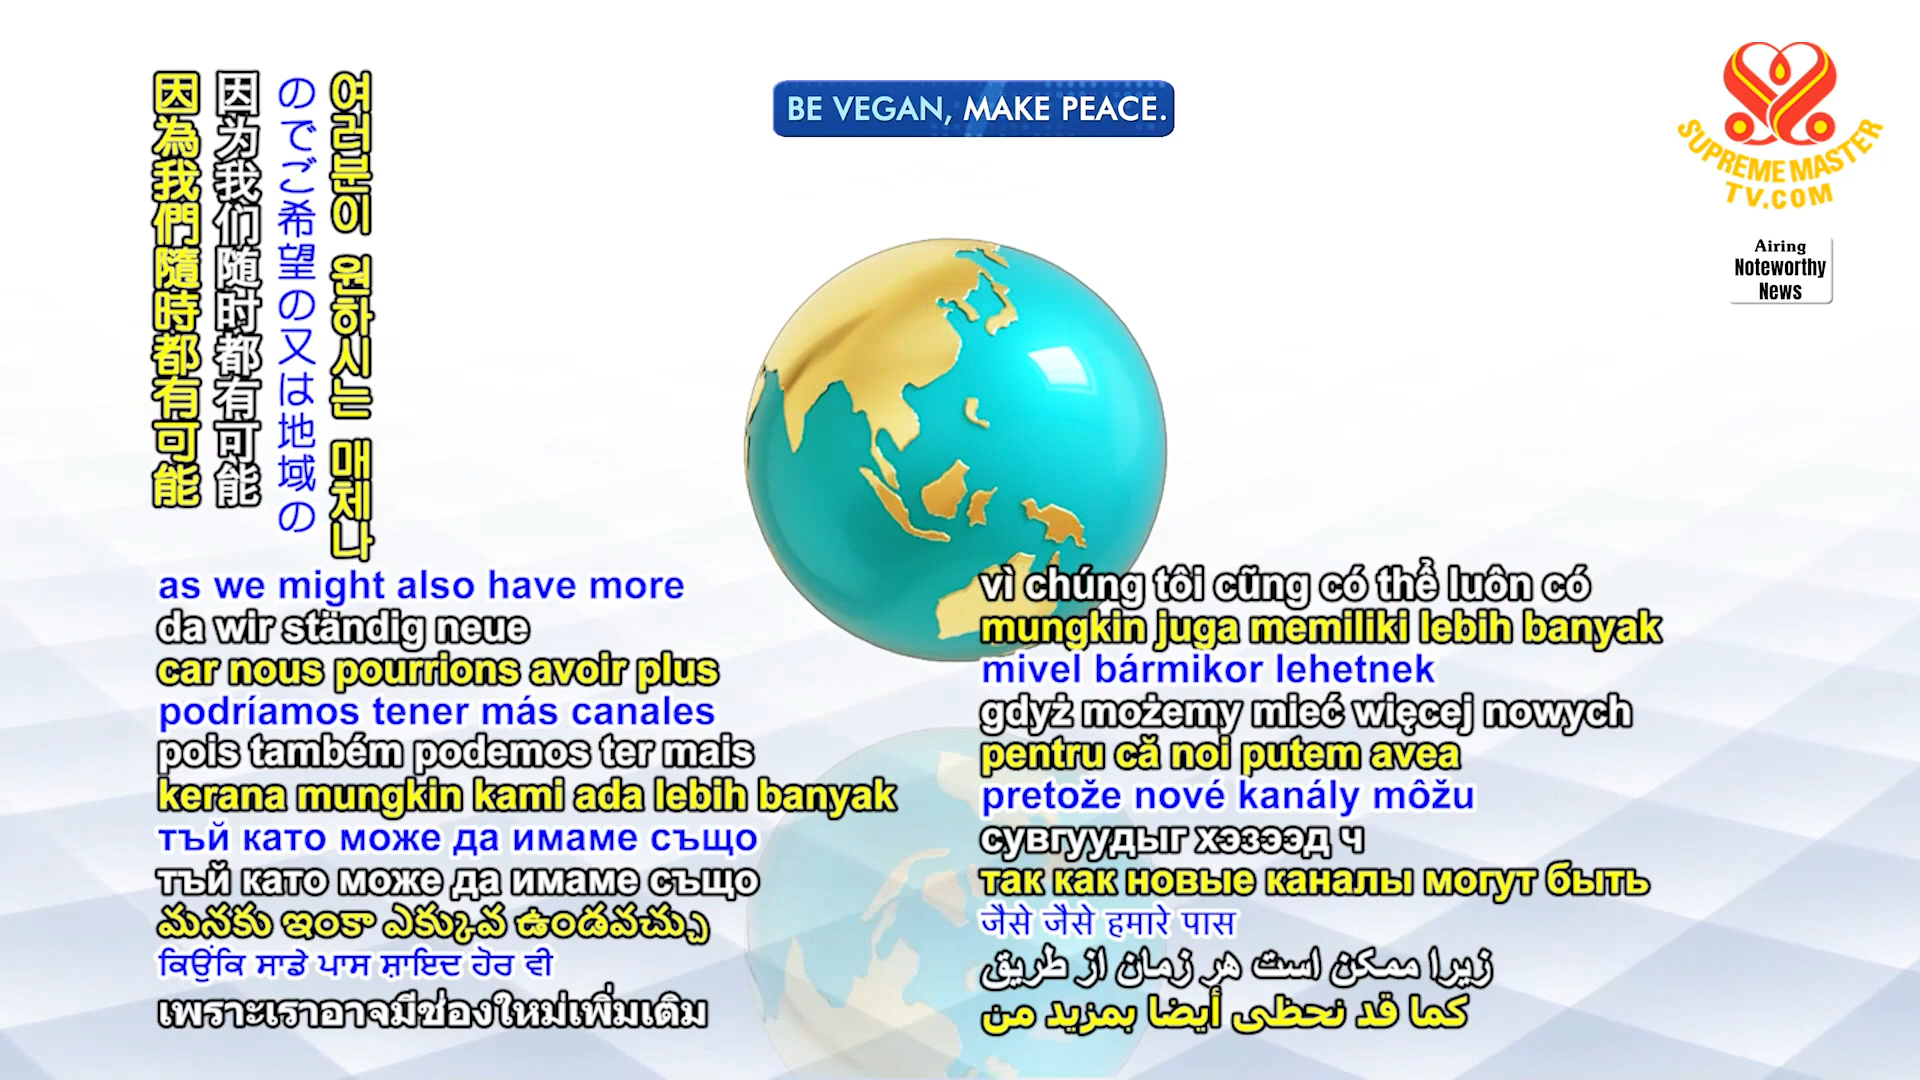 BE VEGAN, MAKE PEACE.
SUPREME MASTER
TV.COM
Airing
Noteworthy
News
因為我們隨時都有可能
因为我们随时都有可能
のでご希望の又は地域の
여러분이 원하시는 매체나
as we might also have more
da wir ständig neue
car nous pourrions avoir plus
podríamos tener más canales
pois também podemos ter mais
kerana mungkin kami ada lebih banyak
тъй като може да имаме също
тъй като може да имаме също
మనకు ఇంకా ఎక్కువ ఉండవచ్చు
ਕਿਉਂਕਿ ਸਾਡੇ ਪਾਸ ਸ਼ਾਇਦ ਹੋਰ ਵੀ
เพราะเราอาจมีช่องใหม่เพิ่มเติม
vì chúng tôi cũng có thể luôn có
mungkin juga memiliki lebih banyak
mivel bármikor lehetnek
gdyż możemy mieć więcej nowych
pentru că noi putem avea
pretože nové kanály môžu
сувгуудыг хэзээд ч
так как новые каналы могут быть
जैसे जैसे हमारे पास
زیرا ممکن است هر زمان از طریق
كما قد نحظى أيضا بمزيد من